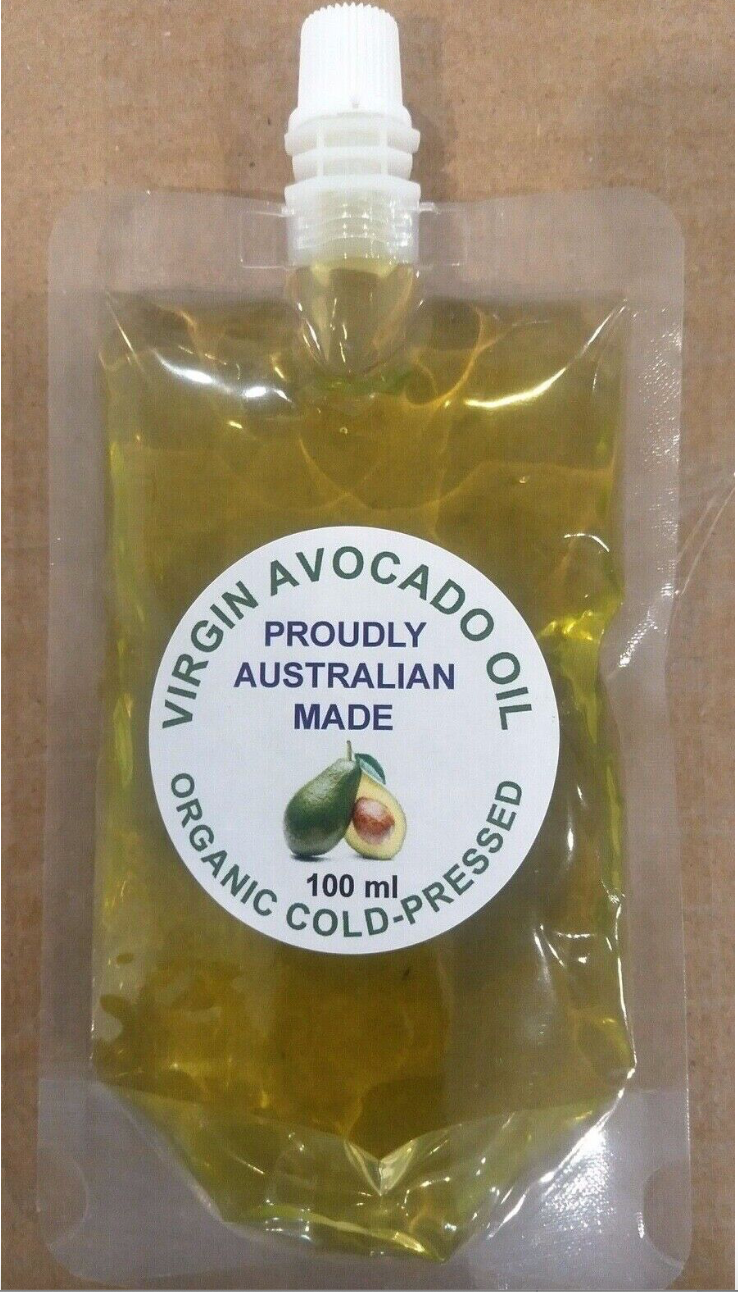 VIRGIN AVOCADO OIL
PROUDLY
AUSTRALIAN
MADE
100 ml
ORGANIC COLD-PRESSED